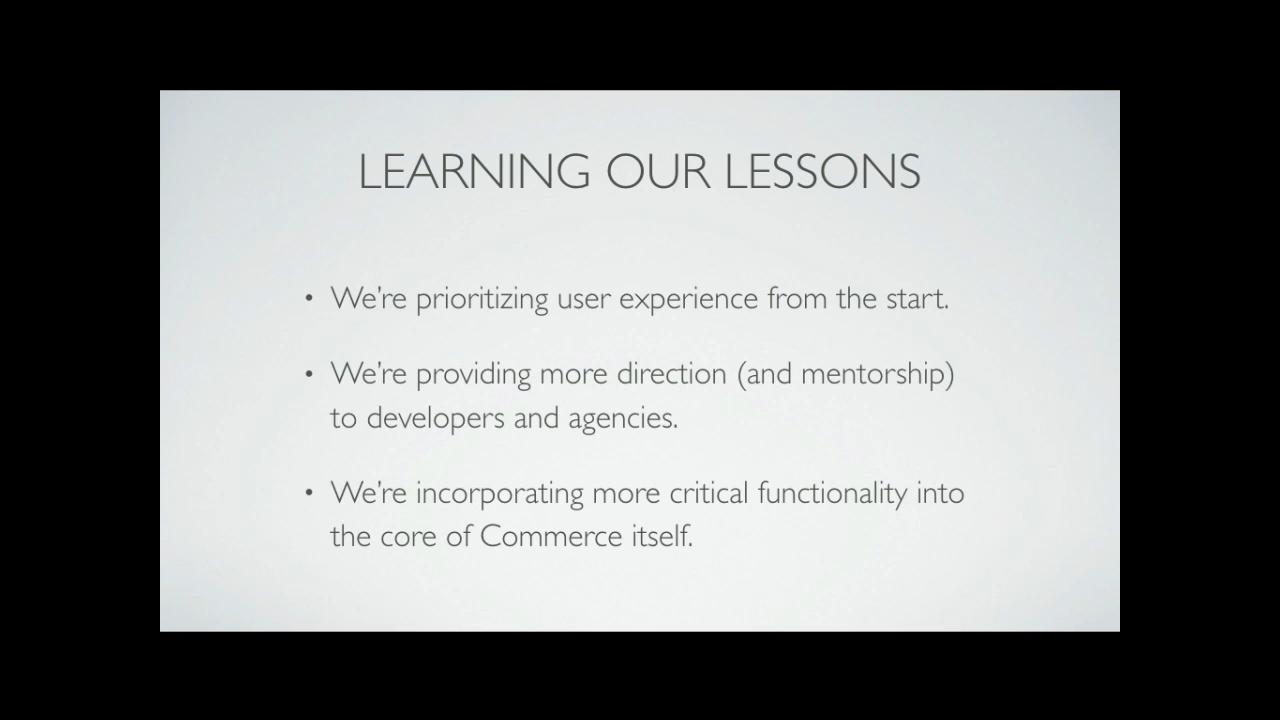 LEARNING OUR LESSONS
• We're prioritizing user experience from the start.
• We're providing more direction (and mentorship)
to developers and agencies.
• We're incorporating more critical functionality into
the core of Commerce itself.